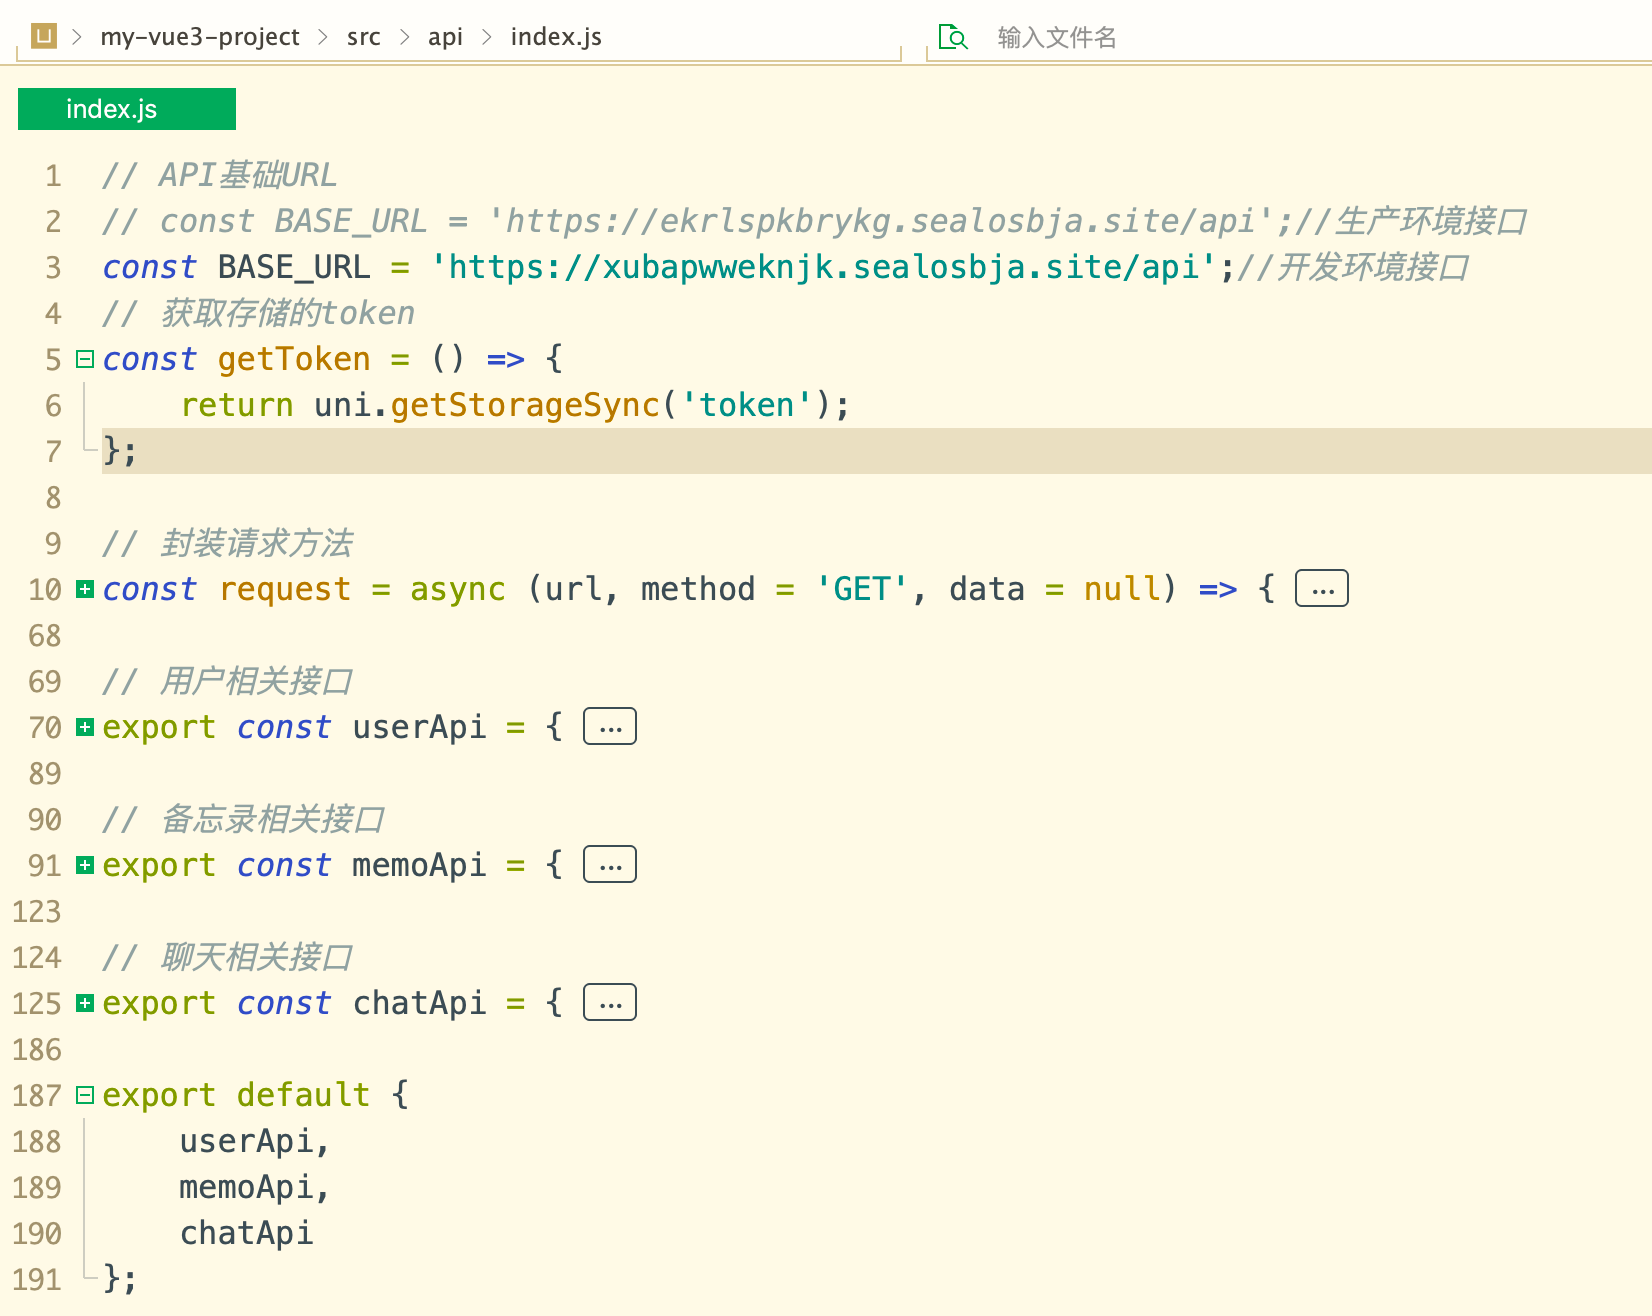 my-vue3-project > src > api > index.js
输入文件名
index.js
1 // API基础URL
2 // const BASE_URL = 'https://ekrlspkbrykg.sealosbja.site/api';//生产环境接口
3 const BASE_URL = 'https://xubapwweknjk.sealosbja.site/api';//开发环境接口
4 // 获取存储的token
5 const getToken = () => {
6     return uni.getStorageSync('token');
7 };
8
9 // 封装请求方法
10 const request = async (url, method = 'GET', data = null) => { ...
68
69 // 用户相关接口
70 export const userApi = { ...
89
90 // 备忘录相关接口
91 export const memoApi = { ...
123
124 // 聊天相关接口
125 export const chatApi = { ...
186
187 export default {
188     userApi,
189     memoApi,
190     chatApi
191 };